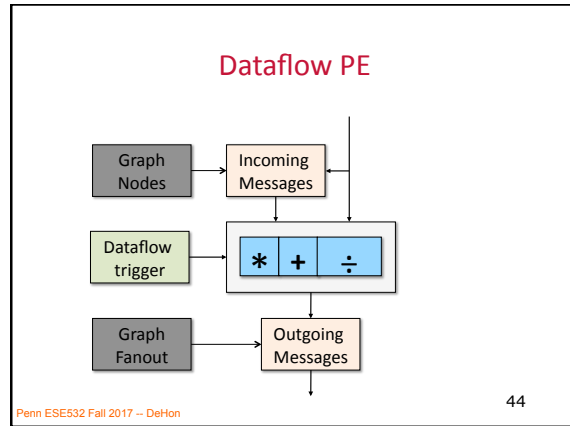 Dataflow PE
Graph
Nodes
Incoming
Messages
Dataflow
trigger
* + ÷
Graph
Fanout
Outgoing
Messages
Penn ESE532 Fall 2017 -- DeHon
44